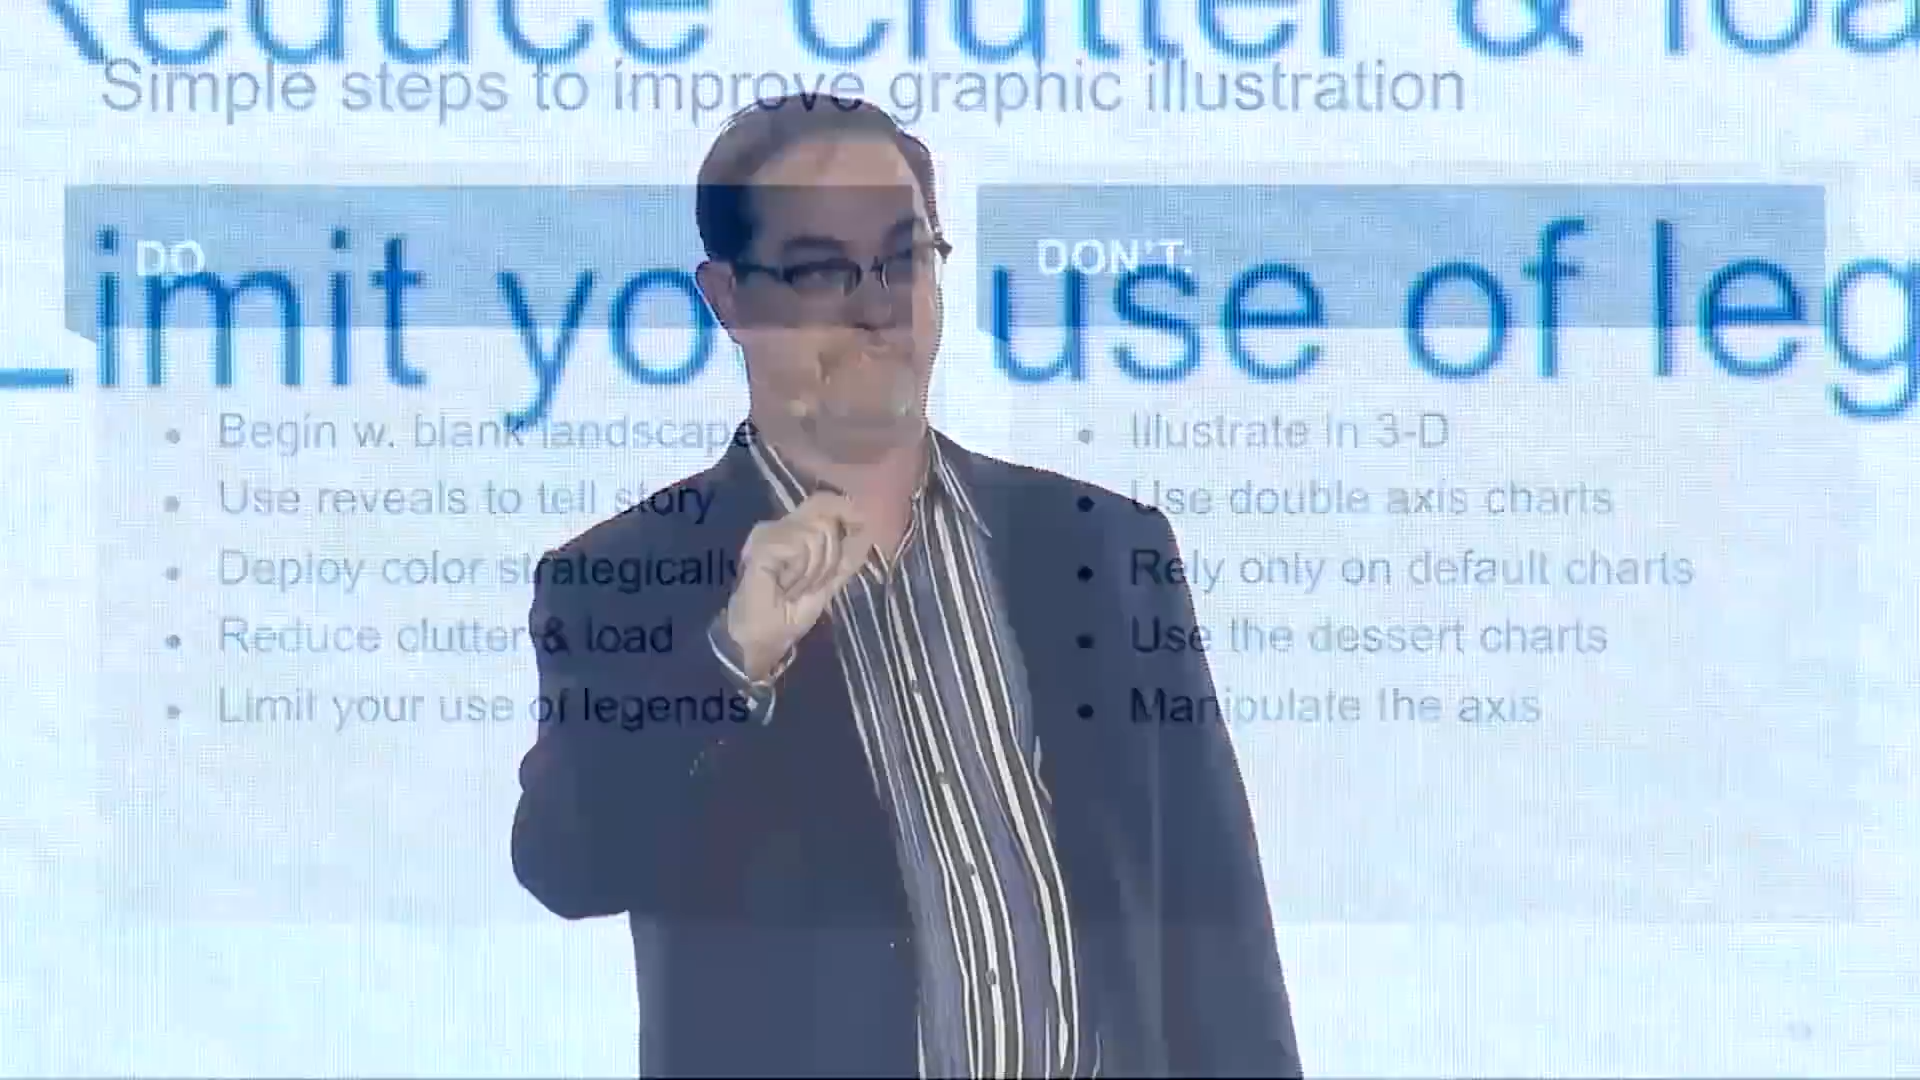 Reduce clutter & loa
Simple steps to improve graphic illustration
DO
Limit yo use of leg
DON'T:
• Begin w. blank landscape
• Use reveals to tell story
• Deploy color strategically
• Reduce clutter & load
• Limit your use of legends
• Illustrate in 3-D
• Use double axis charts
• Rely only on default charts
• Use the dessert charts
• Manipulate the axis